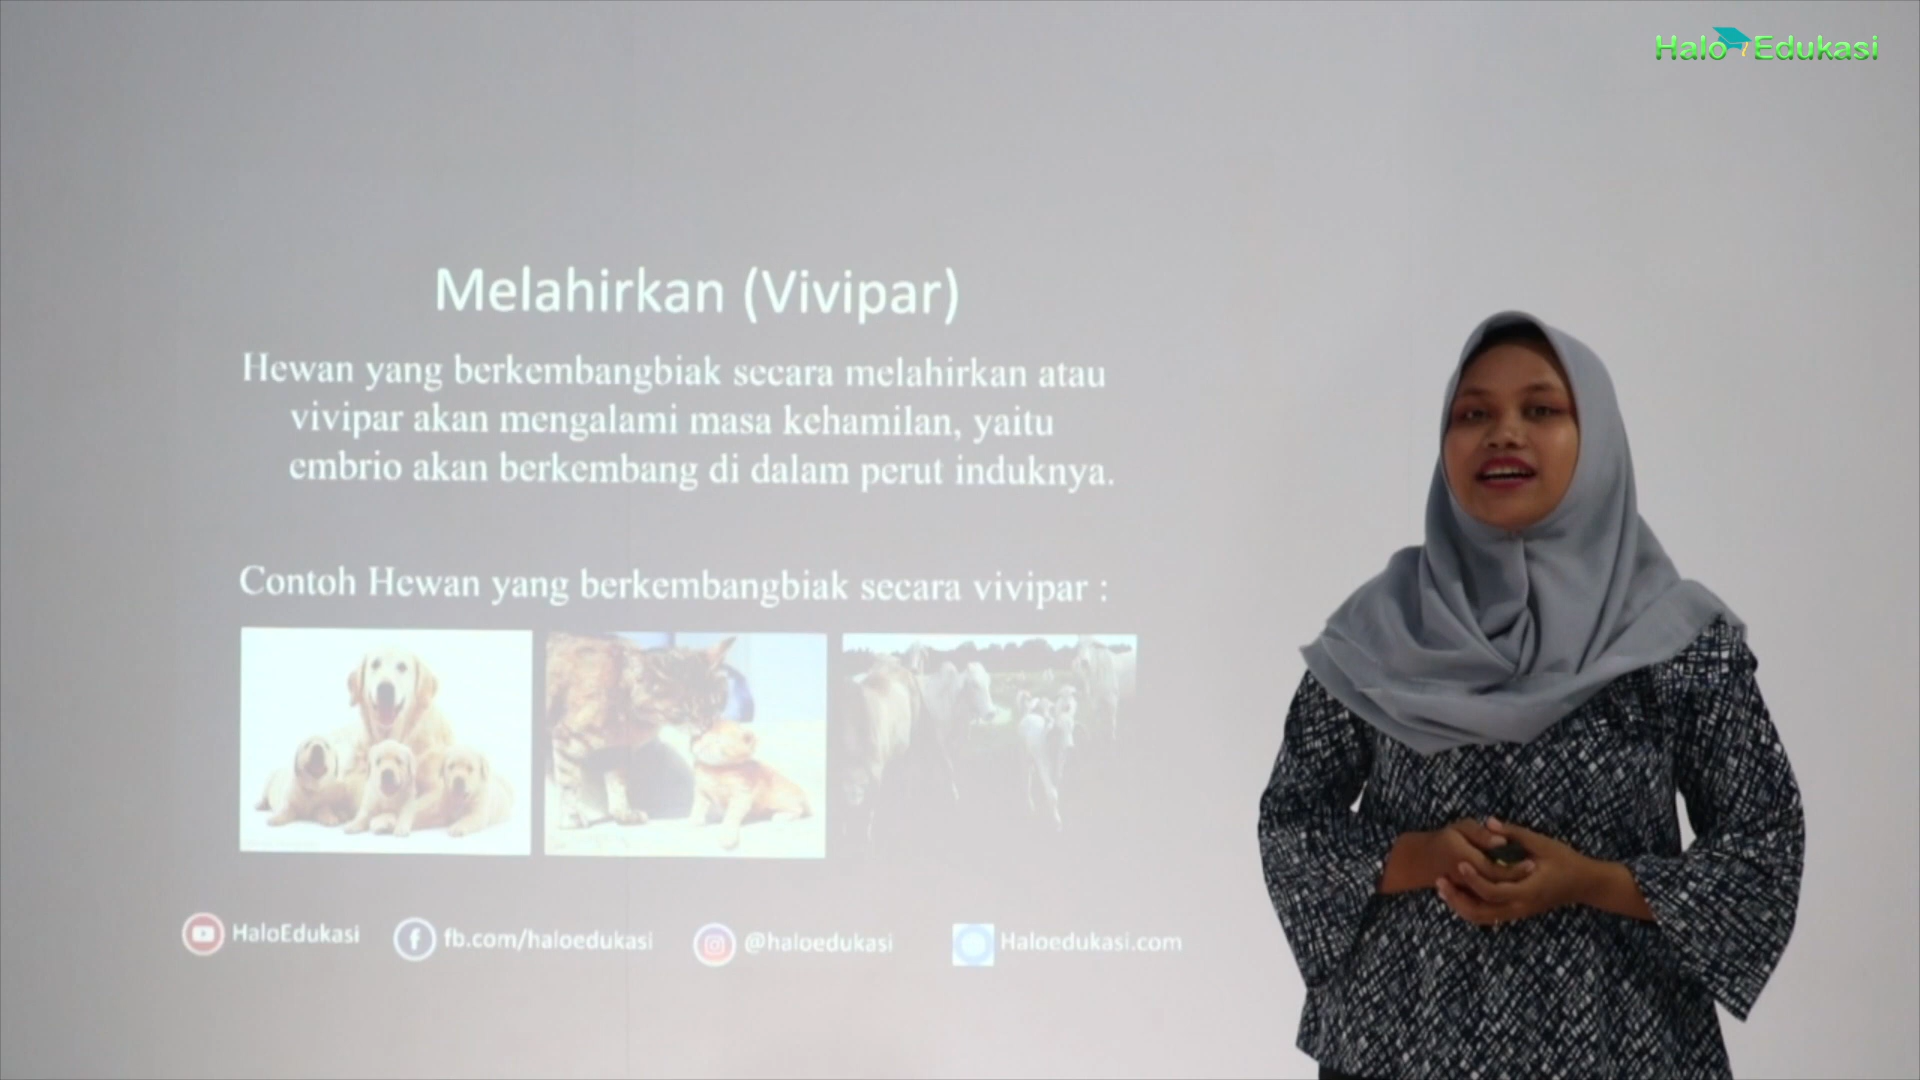 Halo Edukasi
Melahirkan (Vivipar)
Hewan yang berkembangbiak secara melahirkan atau
vivipar akan mengalami masa kehamilan, yaitu
embrio akan berkembang di dalam perut induknya.
Contoh Hewan yang berkembangbiak secara vivipar :
HaloEdukasi
fb.com/haloedukasi
@haloedukasi
Haloedukasi.com